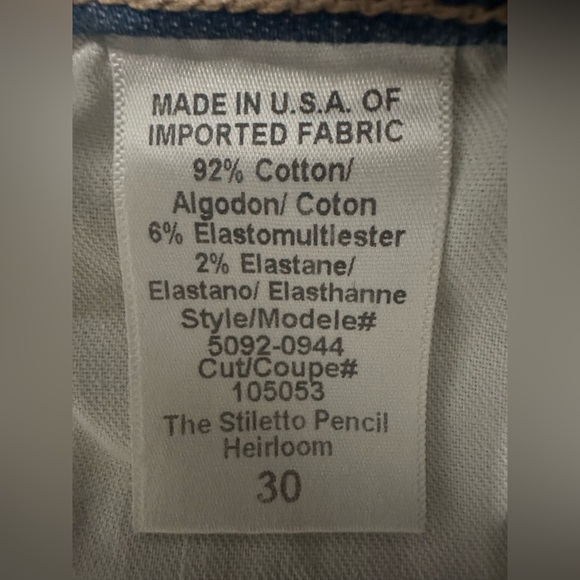 MADE IN U.S.A. OF
IMPORTED FABRIC
92% Cotton/
Algodon/ Coton
6% Elastomultiester
2% Elastane/
Elastano/ Elasthanne
Style/Modele#
5092-0944
Cut/Coupe#
105053
The Stiletto Pencil
Heirloom
30